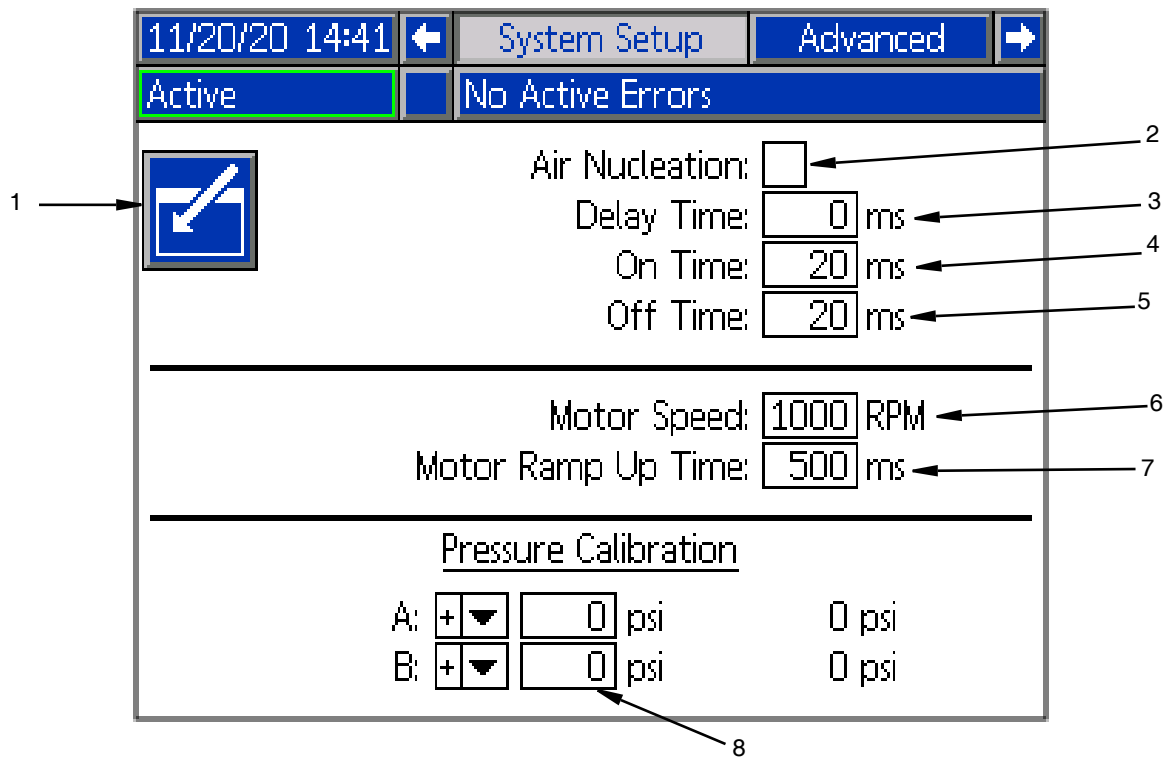 11/20/20 14:41 System Setup Advanced
Active No Active Errors
1
Air Nucleation: 2
Delay Time: 0 ms 3
On Time: 20 ms 4
Off Time: 20 ms 5
Motor Speed: 1000 RPM 6
Motor Ramp Up Time: 500 ms 7
Pressure Calibration
A: + 0 psi 0 psi
B: + 0 psi 0 psi
8